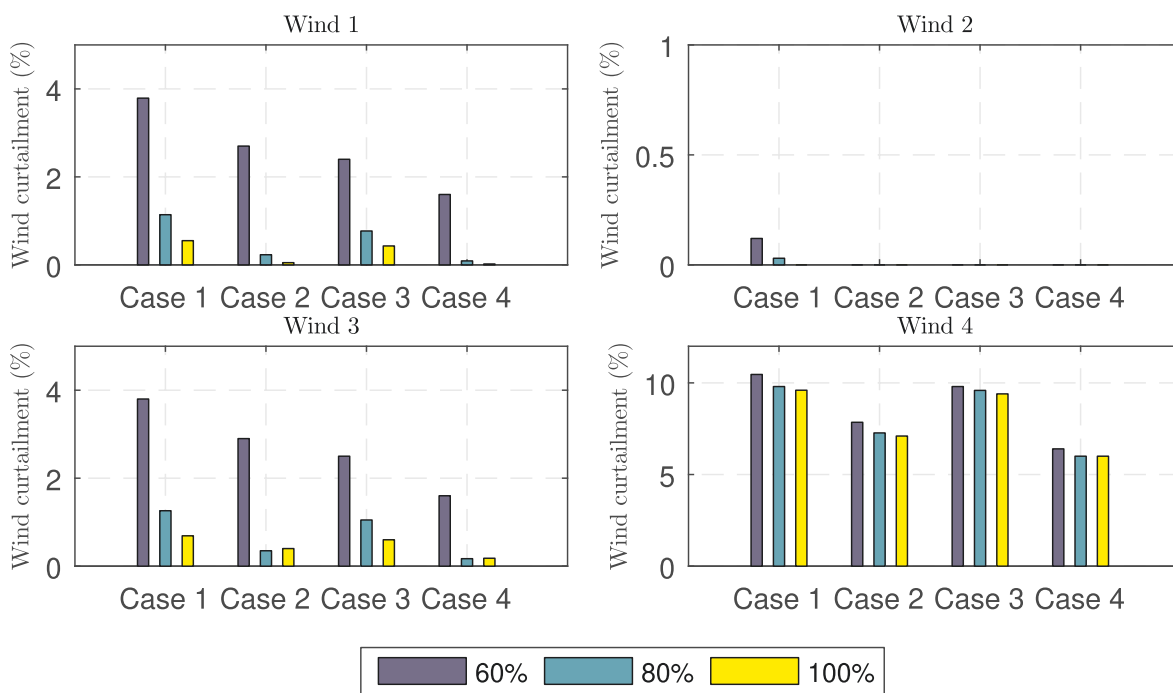 Wind 1
Wind curtailment (%)
4
2
0
Case 1 Case 2 Case 3 Case 4
Wind 2
Wind curtailment (%)
1
0.5
0
Case 1 Case 2 Case 3 Case 4
Wind 3
Wind curtailment (%)
4
2
0
Case 1 Case 2 Case 3 Case 4
Wind 4
Wind curtailment (%)
10
5
0
Case 1 Case 2 Case 3 Case 4
60% 80% 100%